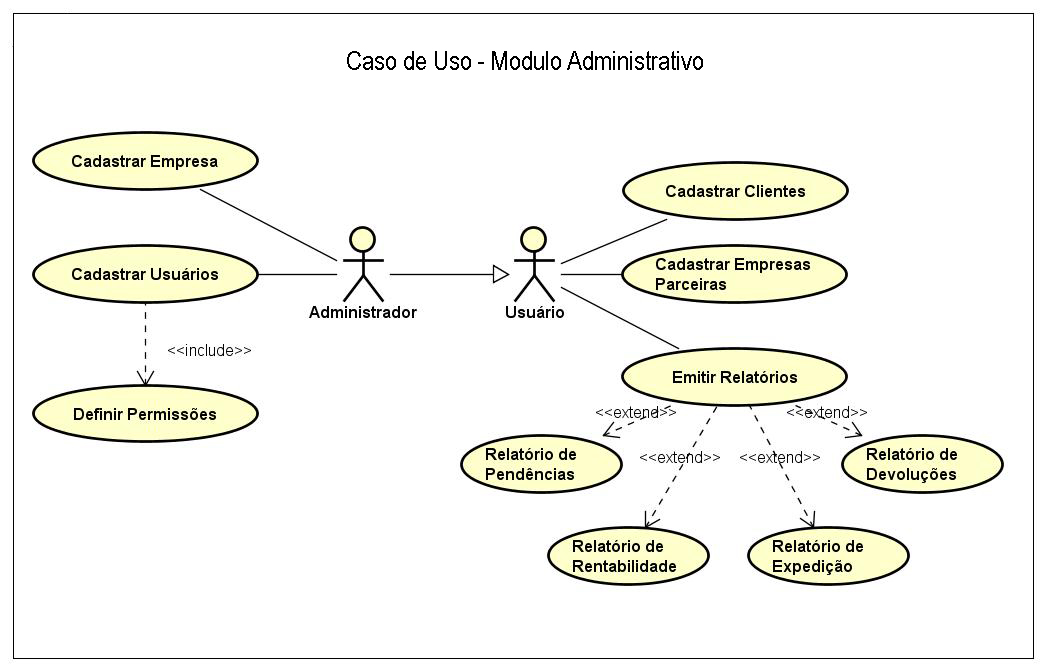 Caso de Uso - Modulo Administrativo
Cadastrar Empresa
Cadastrar Clientes
Cadastrar Usuários
Cadastrar Empresas
Parceiras
Administrador
Usuário
<<include>>
Emitir Relatórios
Definir Permissões
<<extend>>
<<extend>>
<<extend>>
<<extend>>
Relatório de
Pendências
Relatório de
Devoluções
Relatório de
Rentabilidade
Relatório de
Expedição